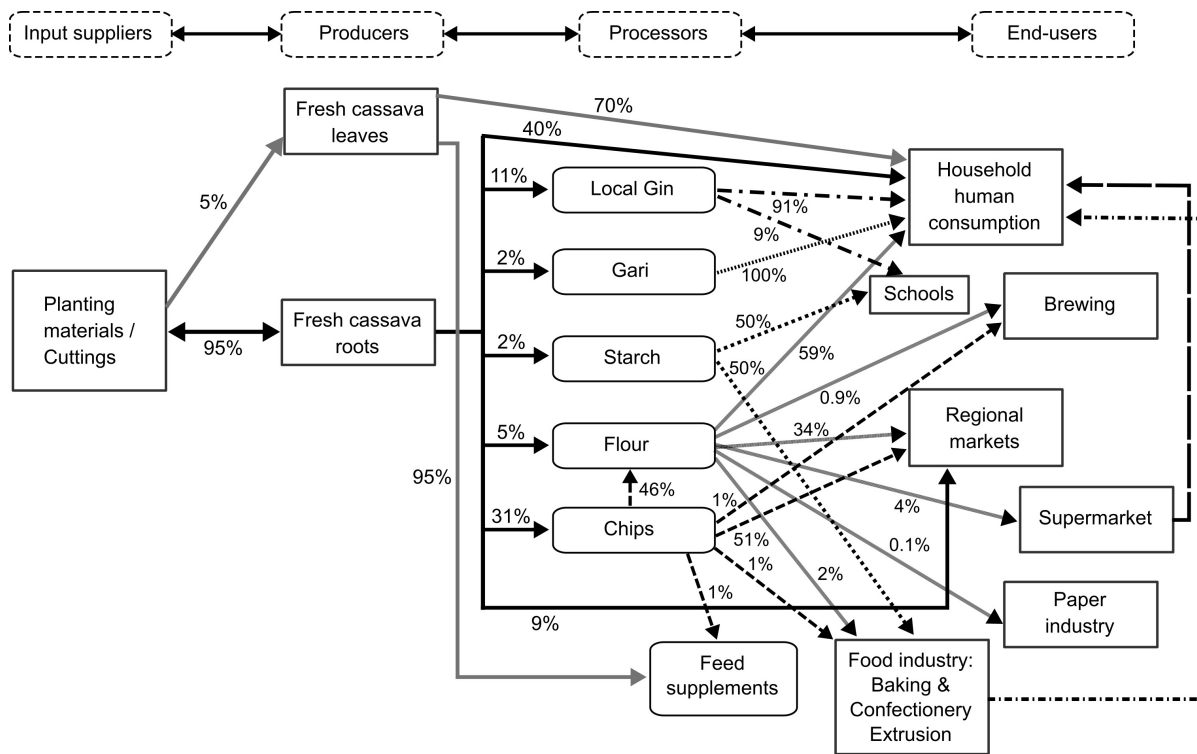 Input suppliers
Producers
Processors
End-users
Fresh cassava
leaves
70%
40%
Household
human
consumption
11%
Local Gin
91%
9%
5%
2%
Gari
100%
Schools
Brewing
Planting
materials /
Cuttings
95%
Fresh cassava
roots
2%
Starch
50%
50%
59%
0.9%
Regional
markets
5%
Flour
34%
95%
46%
1%
4%
Supermarket
31%
Chips
51%
1%
0.1%
1%
2%
Paper
industry
9%
Feed
supplements
Food industry:
Baking &
Confectionery
Extrusion